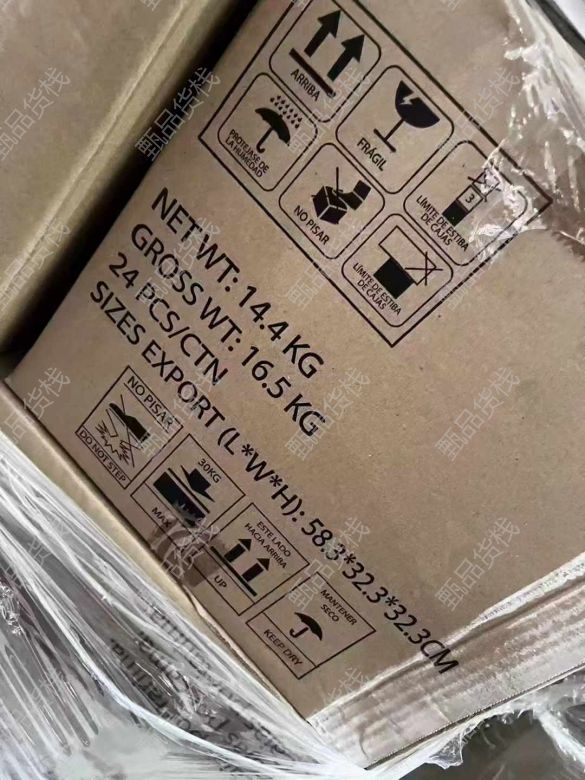 ARRIBA
FRÁGIL
LÍMITE DE ESTIBA
DE CAJAS
3
PROTEJASE DE
LA HUMEDAD
NO PISAR
LÍMITE DE ESTIBA
DE CAJAS
NET WT: 14.4 KG
GROSS WT: 16.5 KG
24 PCS/CTN
SIZES EXPORT (L *W*H): 58.3*32.3*32.3CM
NO PISAR
DO NOT STEP
30KG
MAX
ESTE LADO
HACIA ARRIBA
UP
MANTENER
SECO
KEEP DRY
甄品货栈